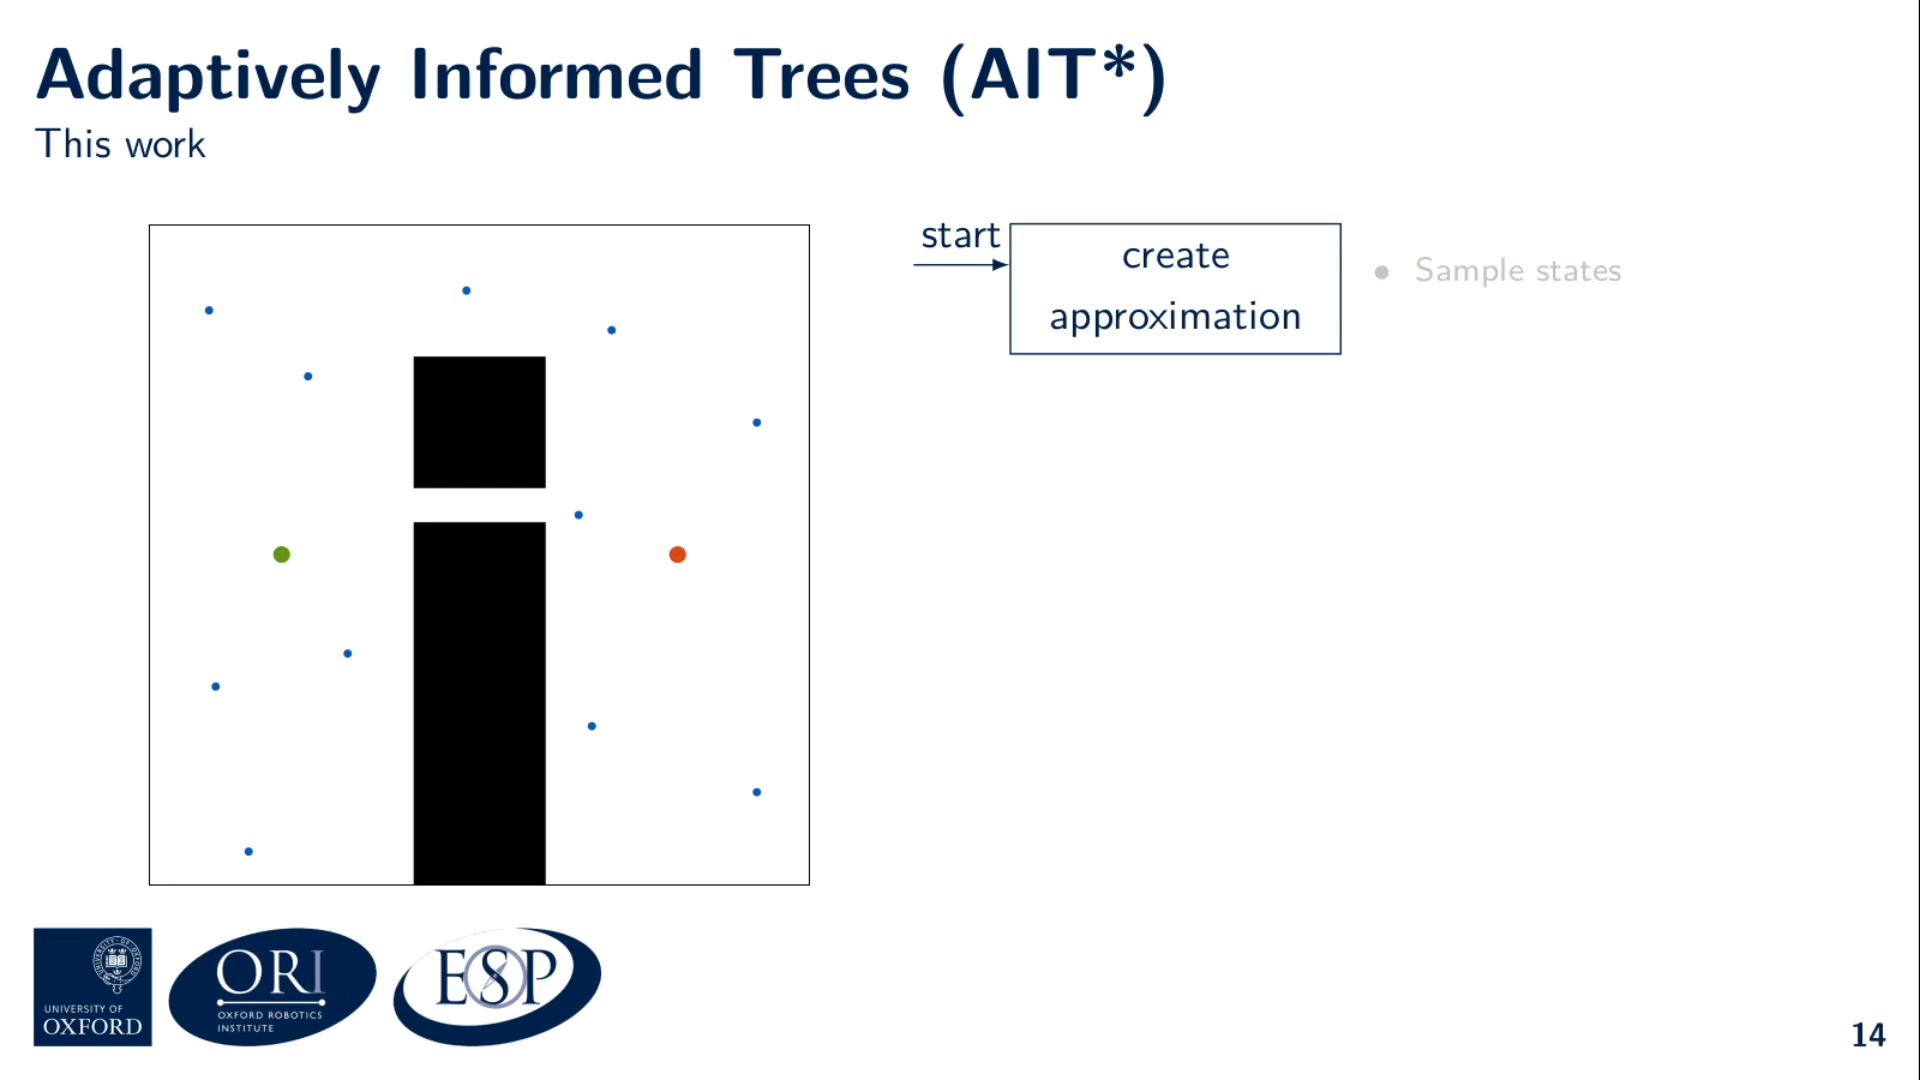 Adaptively Informed Trees (AIT*)
This work
start
create
approximation
• Sample states
UNIVERSITY OF
OXFORD
ORI
OXFORD ROBOTICS
INSTITUTE
ESP
14